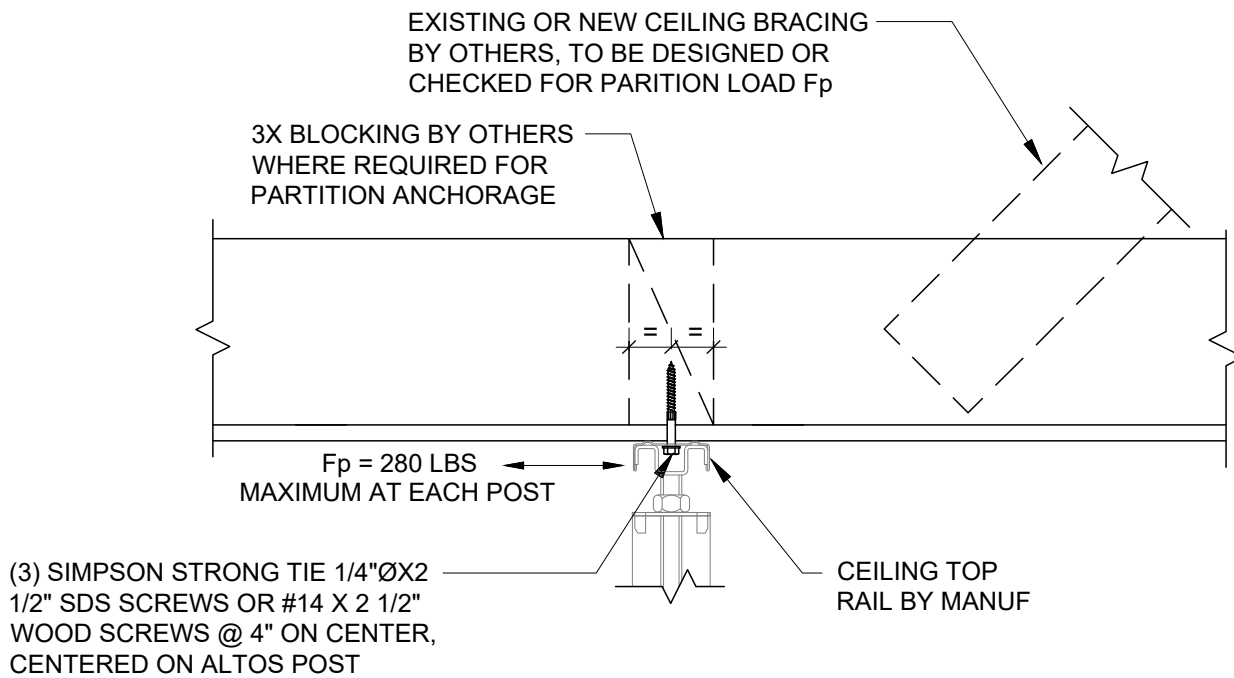 EXISTING OR NEW CEILING BRACING
BY OTHERS, TO BE DESIGNED OR
CHECKED FOR PARITION LOAD Fp
3X BLOCKING BY OTHERS
WHERE REQUIRED FOR
PARTITION ANCHORAGE
= =
Fp = 280 LBS
MAXIMUM AT EACH POST
(3) SIMPSON STRONG TIE 1/4"ØX2
1/2" SDS SCREWS OR #14 X 2 1/2"
WOOD SCREWS @ 4" ON CENTER,
CENTERED ON ALTOS POST
CEILING TOP
RAIL BY MANUF